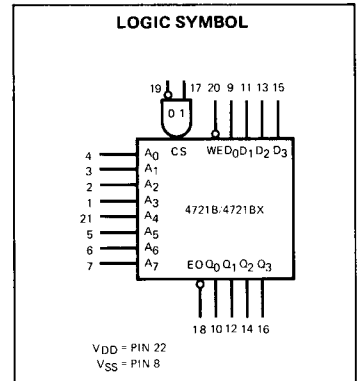 LOGIC SYMBOL
19 17 20 9 11 13 15
0 1
CS WE D0 D1 D2 D3
4 A0
3 A1
2 A2
1 A3
21 A4
5 A5
6 A6
7 A7
4721B/4721BX
EO Q0 Q1 Q2 Q3
18 10 12 14 16
VDD = PIN 22
VSS = PIN 8